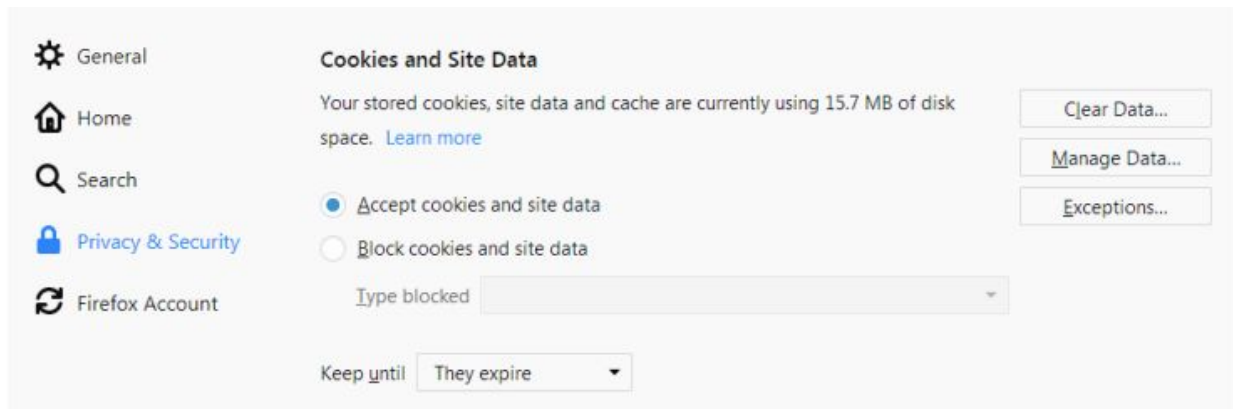 General
Home
Search
Privacy & Security
Firefox Account
Cookies and Site Data
Your stored cookies, site data and cache are currently using 15.7 MB of disk
space. Learn more
Accept cookies and site data
Block cookies and site data
Type blocked
Keep until They expire
Clear Data...
Manage Data...
Exceptions...